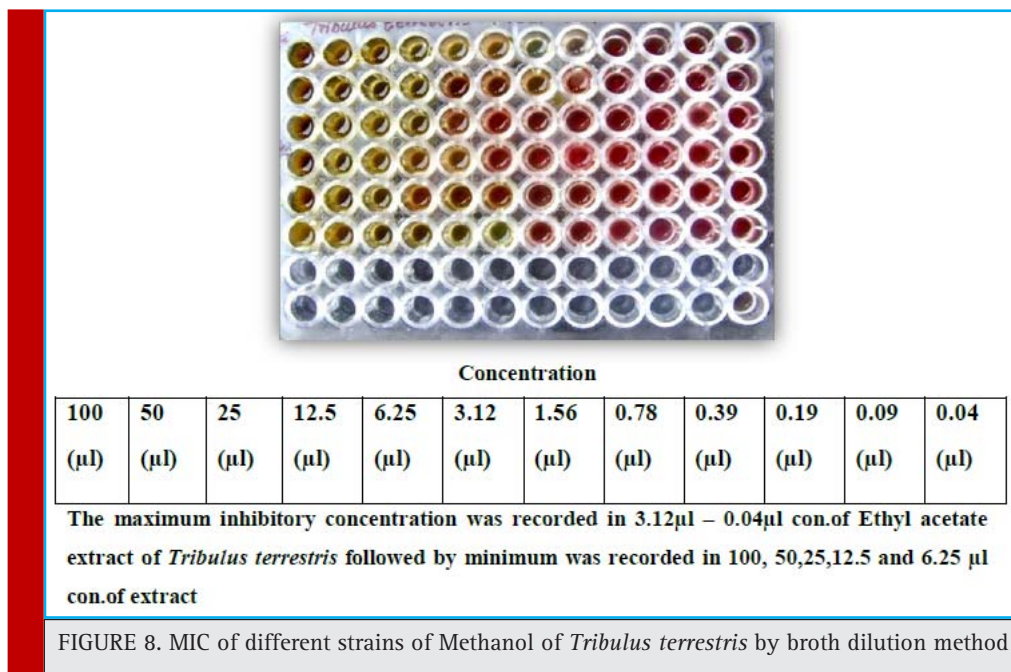 Tribulus terrestris
Concentration
100 50 25 12.5 6.25 3.12 1.56 0.78 0.39 0.19 0.09 0.04
(µl) (µl) (µl) (µl) (µl) (µl) (µl) (µl) (µl) (µl) (µl) (µl)
The maximum inhibitory concentration was recorded in 3.12µl – 0.04µl con.of Ethyl acetate
extract of Tribulus terrestris followed by minimum was recorded in 100, 50,25,12.5 and 6.25 µl
con.of extract
FIGURE 8. MIC of different strains of Methanol of Tribulus terrestris by broth dilution method